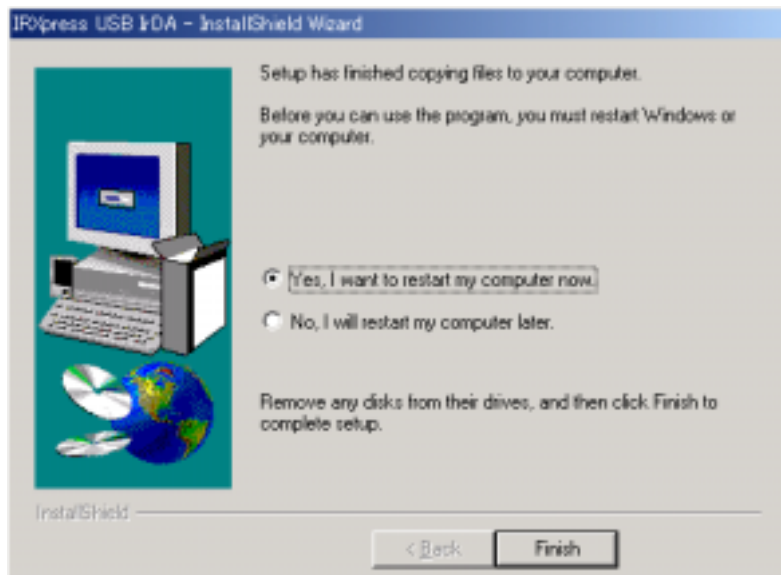 IRXpress USB IrDA - InstallShield Wizard
Setup has finished copying files to your computer.
Before you can use the program, you must restart Windows or
your computer.
Yes, I want to restart my computer now.
No, I will restart my computer later.
Remove any disks from their drives, and then click Finish to
complete setup.
InstallShield
< Back
Finish